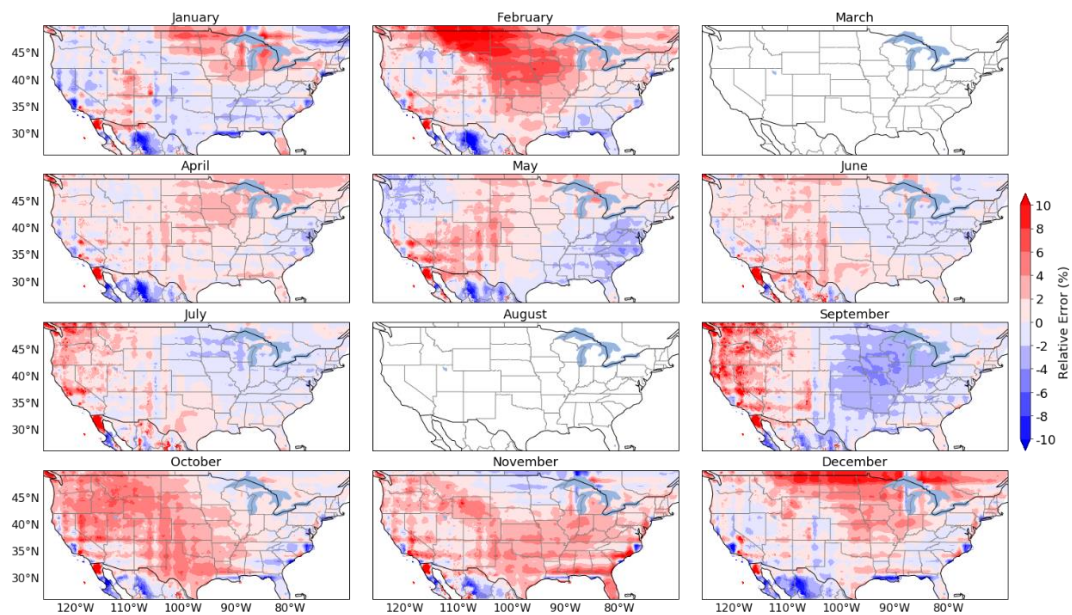 January February March
45°N
40°N
35°N
30°N
April May June
45°N
40°N
35°N
30°N
July August September
45°N
40°N
35°N
30°N
October November December
45°N
40°N
35°N
30°N
120°W 110°W 100°W 90°W 80°W 120°W 110°W 100°W 90°W 80°W 120°W 110°W 100°W 90°W 80°W
10
8
6
4
2
0
-2
-4
-6
-8
-10
Relative Error (%)